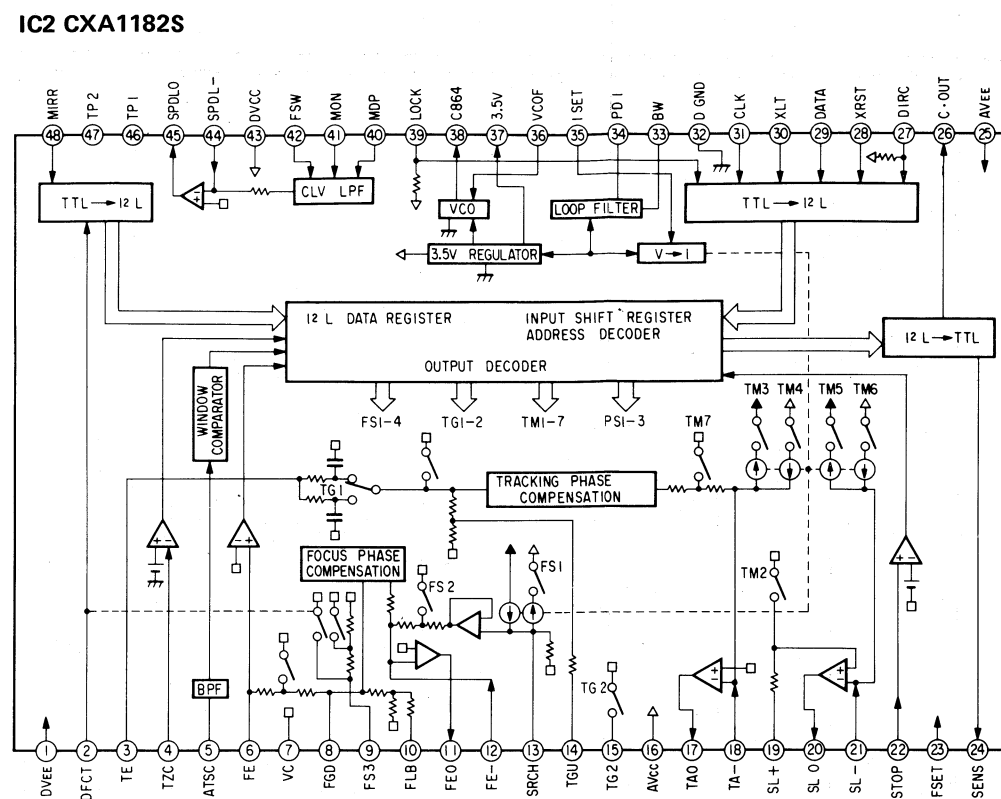 IC2 CXA1182S
MIRR
TP2
TP1
SPDLO
SPDL-
DVCC
FSW
MON
MDP
LOCK
C864
3.5V
VCOF
ISET
PDI
BW
D GND
CLK
XLT
DATA
XRST
DIRC
C·OUT
AVEE
48 47 46 45 44 43 42 41 40 39 38 37 36 35 34 33 32 31 30 29 28 27 26 25
TTL→I2L
CLV LPF
VCO
LOOP FILTER
TTL→I2L
3.5V REGULATOR
V→I
I2L DATA REGISTER
INPUT SHIFT REGISTER
ADDRESS DECODER
OUTPUT DECODER
I2L→TTL
WINDOW
COMPARATOR
FS1-4
TG1-2
TM1-7
PS1-3
TM3
TM4
TM5
TM6
TM7
TG1
TRACKING PHASE
COMPENSATION
FOCUS PHASE
COMPENSATION
FS2
FS1
TM2
BPF
TG2
1 2 3 4 5 6 7 8 9 10 11 12 13 14 15 16 17 18 19 20 21 22 23 24
DVEE
DFCT
TE
TZC
ATSC
FE
VC
FGD
FS3
FLB
FEO
FE-I
SRCH
TGU
TG2
AVCC
TAO
TA-
SL+
SLO
SL-
STOP
FSET
SENS